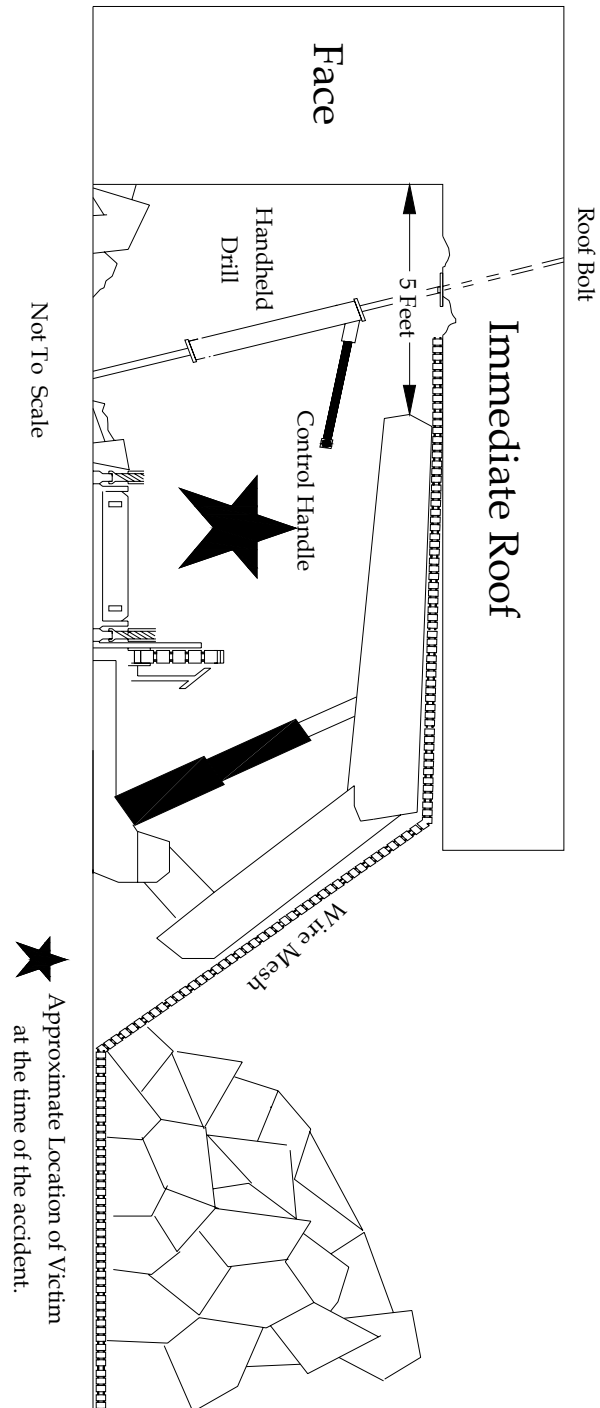 Roof Bolt
Immediate Roof
Face
5 Feet
Handheld
Drill
Control Handle
Wire Mesh
Not To Scale
Approximate Location of Victim
at the time of the accident.